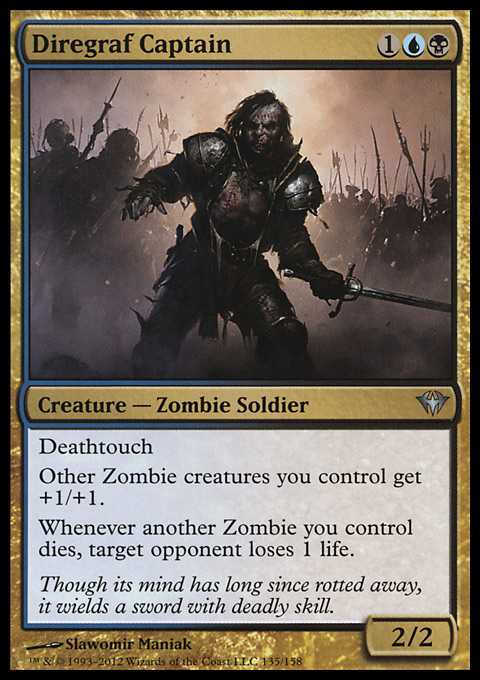 Diregraf Captain 1
Creature — Zombie Soldier
Deathtouch
Other Zombie creatures you control get
+1/+1.
Whenever another Zombie you control
dies, target opponent loses 1 life.
Though its mind has long since rotted away,
it wields a sword with deadly skill.
2/2
Slawomir Maniak
™ & © 1993–2012 Wizards of the Coast LLC 135/158